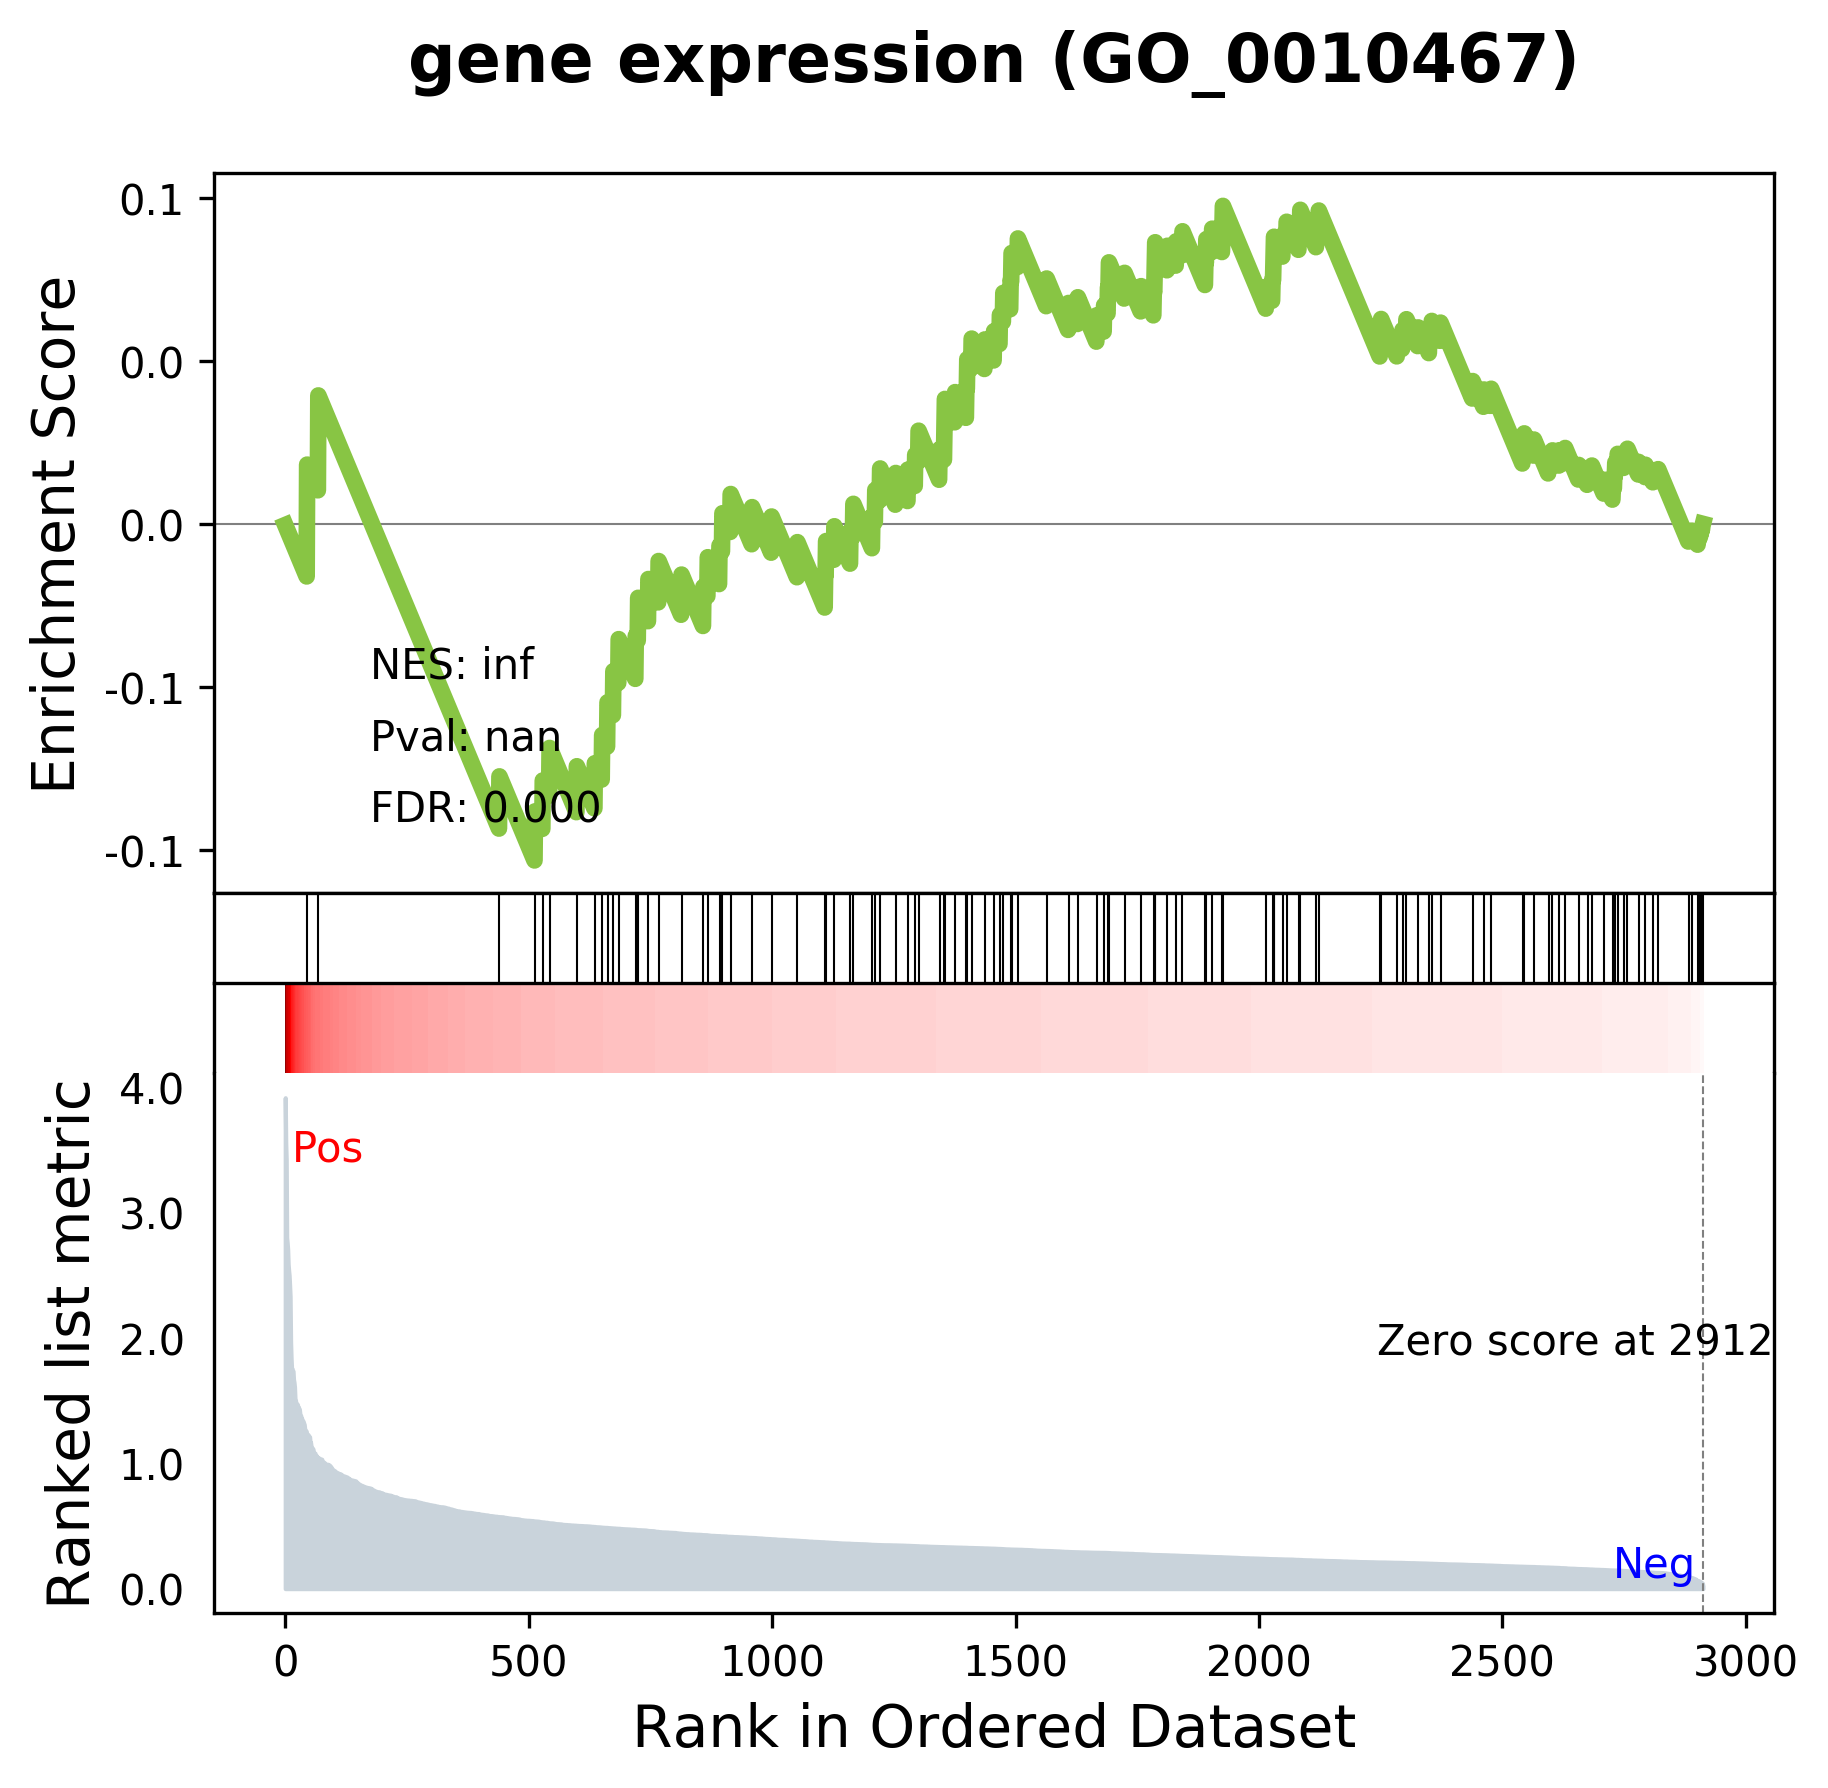 gene expression (GO_0010467)
Enrichment Score
0.1
0.0
0.0
-0.1
-0.1
NES: inf
Pval: nan
FDR: 0.000
Ranked list metric
4.0
3.0
2.0
1.0
0.0
Pos
Zero score at 2912
Neg
0 500 1000 1500 2000 2500 3000
Rank in Ordered Dataset